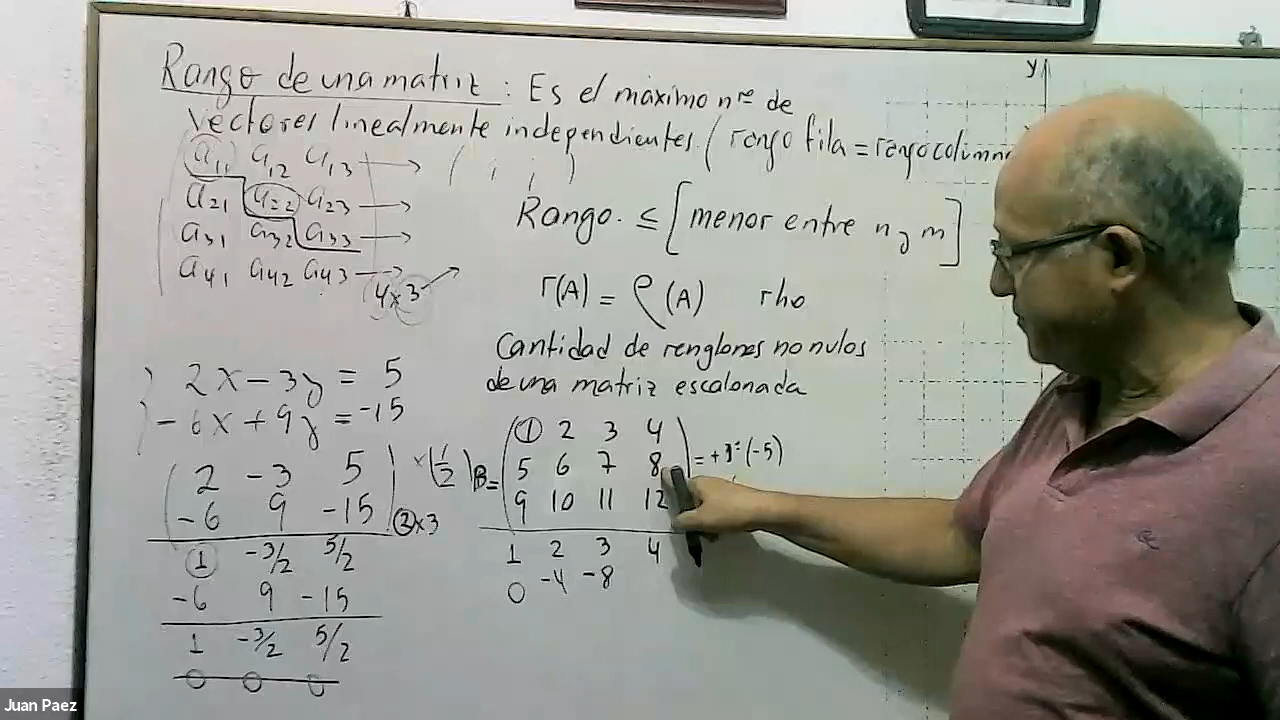 Rango de una matriz : Es el máximo nro de
vectores linealmente independientes. ( rango fila = rango columna
a11 a12 a13 → ( , , )
a21 a22 a23 →
a31 a32 a33 →
a41 a42 a43 →
4x3
Rango. ≤ [menor entre n y m]
r(A) = ρ(A) rho
Cantidad de renglones no nulos
de una matriz escalonada
2x - 3y = 5
-6x + 9y = -15
2 -3 5 x(1/2)
-6 9 -15
2x3
1 -3/2 5/2
-6 9 -15
1 -3/2 5/2
0 0 0
1 2 3 4
B= 5 6 7 8
9 10 11 12
1 2 3 4
0 -4 -8
y
Juan Paez